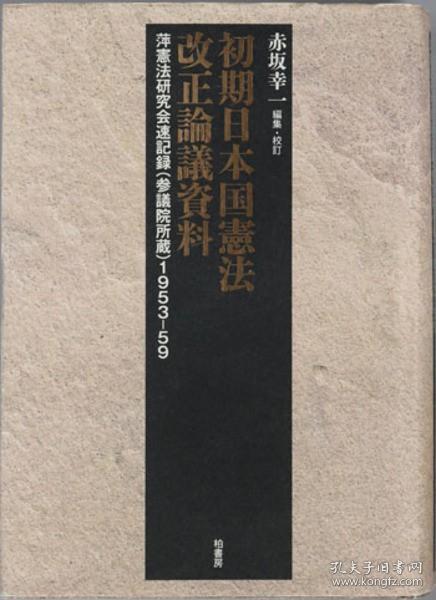 赤坂幸一 編集・校訂
初期日本国憲法
改正論議資料
萍憲法研究会速記録(参議院所蔵)1953-59
柏書房
孔夫子旧书网
www.kongfz.com